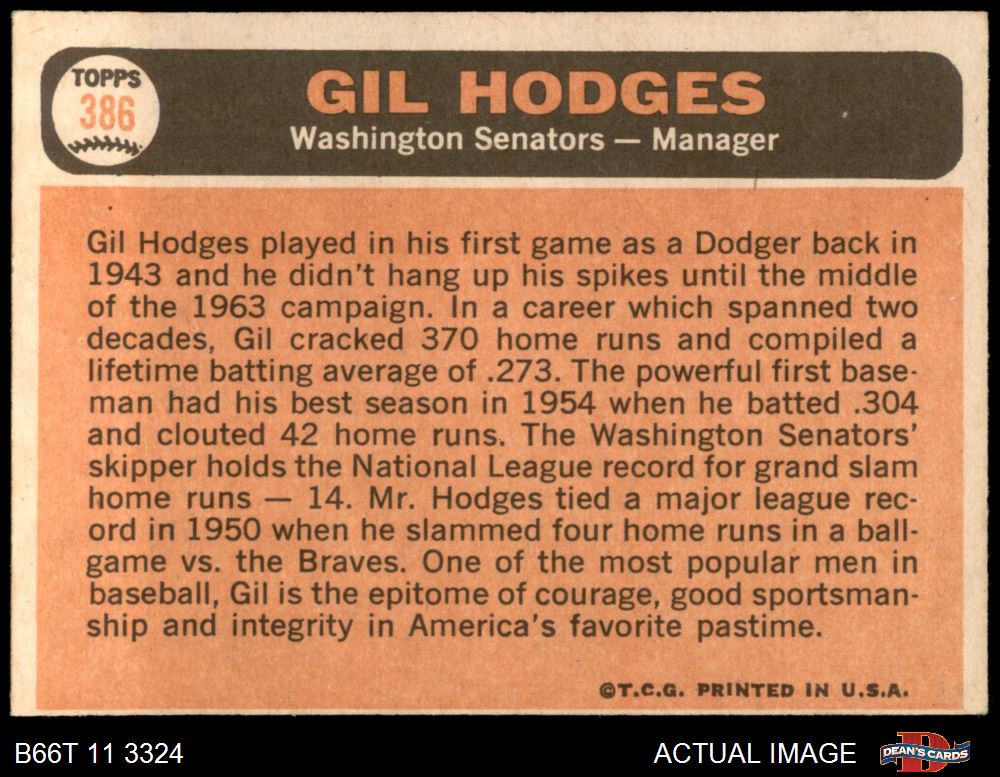 TOPPS
386
GIL HODGES
Washington Senators — Manager
Gil Hodges played in his first game as a Dodger back in
1943 and he didn't hang up his spikes until the middle
of the 1963 campaign. In a career which spanned two
decades, Gil cracked 370 home runs and compiled a
lifetime batting average of .273. The powerful first base-
man had his best season in 1954 when he batted .304
and clouted 42 home runs. The Washington Senators'
skipper holds the National League record for grand slam
home runs — 14. Mr. Hodges tied a major league rec-
ord in 1950 when he slammed four home runs in a ball-
game vs. the Braves. One of the most popular men in
baseball, Gil is the epitome of courage, good sportsman-
ship and integrity in America's favorite pastime.
©T.C.G. PRINTED IN U.S.A.
B66T 11 3324
ACTUAL IMAGE
DEAN'S CARDS